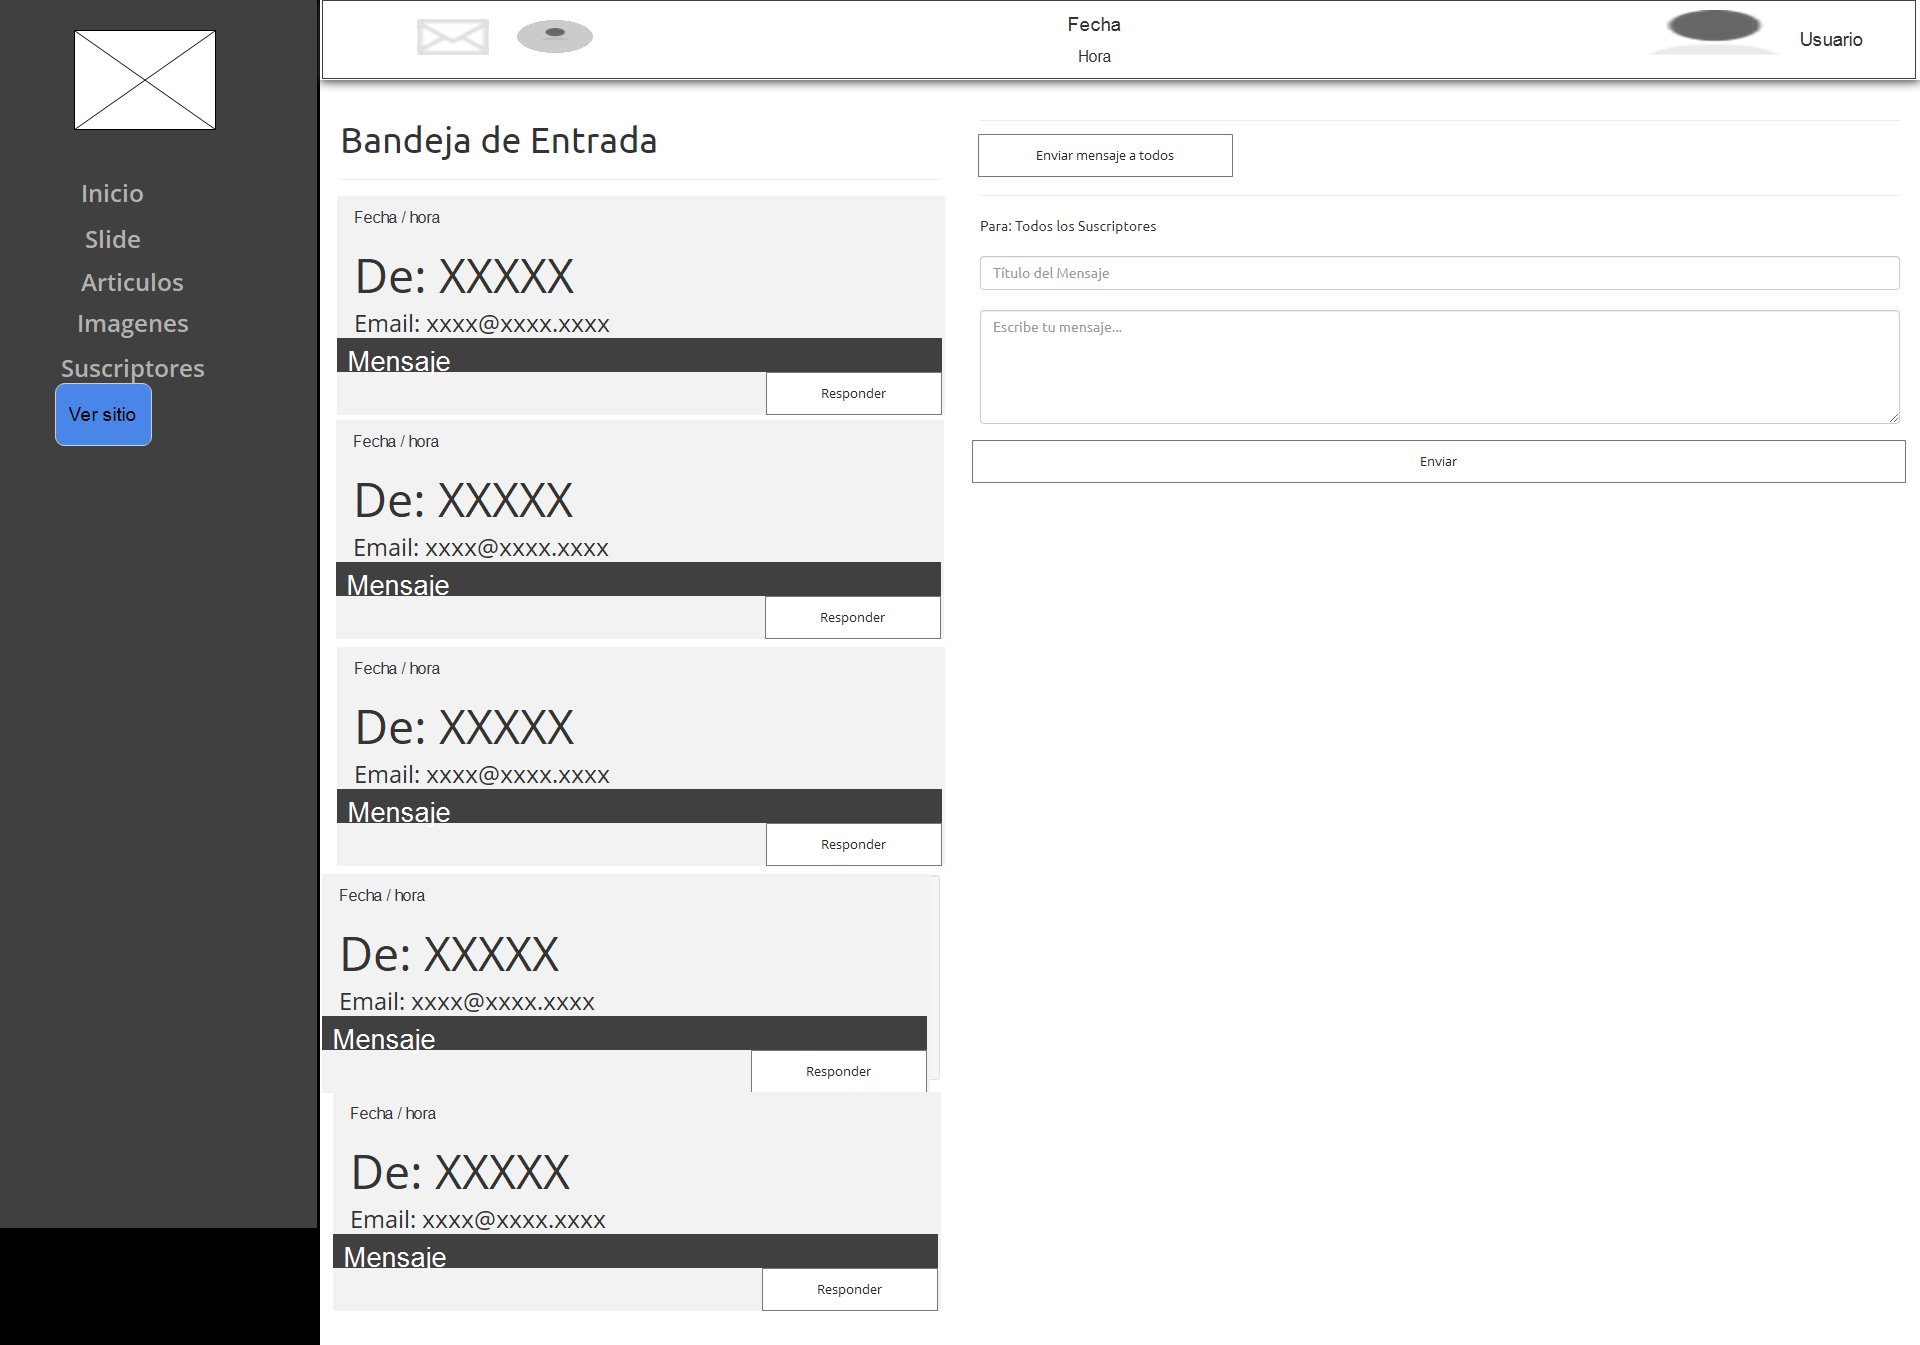 Fecha
Hora
Usuario
Inicio
Slide
Articulos
Imagenes
Suscriptores
Ver sitio
Bandeja de Entrada
Fecha / hora
De: XXXXX
Email: xxxx@xxxx.xxxx
Mensaje
Responder
Fecha / hora
De: XXXXX
Email: xxxx@xxxx.xxxx
Mensaje
Responder
Fecha / hora
De: XXXXX
Email: xxxx@xxxx.xxxx
Mensaje
Responder
Fecha / hora
De: XXXXX
Email: xxxx@xxxx.xxxx
Mensaje
Responder
Fecha / hora
De: XXXXX
Email: xxxx@xxxx.xxxx
Mensaje
Responder
Enviar mensaje a todos
Para: Todos los Suscriptores
Título del Mensaje
Escribe tu mensaje...
Enviar